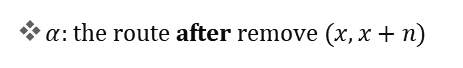 ❖ α: the route after remove (x, x + n)